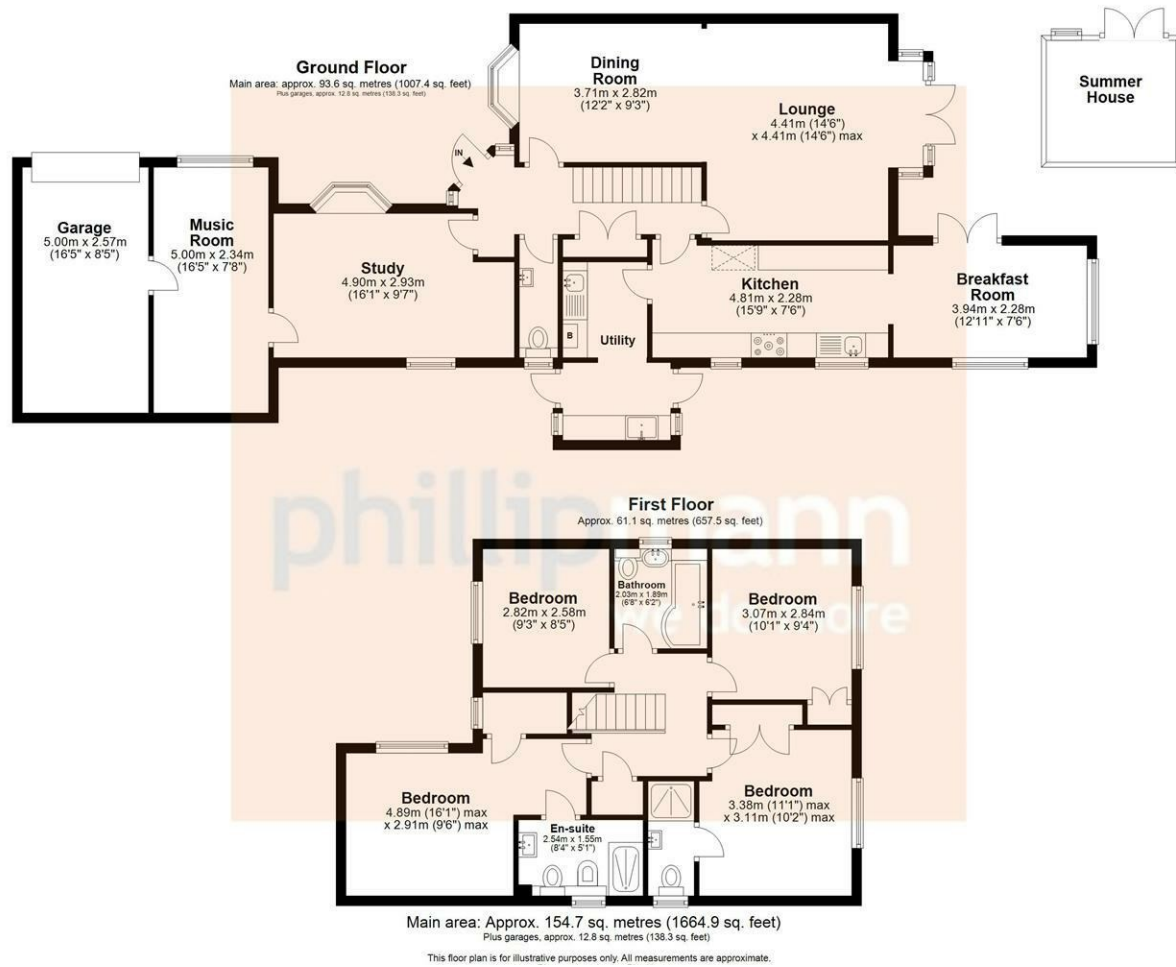 Ground Floor
Main area: approx. 93.6 sq. metres (1007.4 sq. feet)
Plus garages, approx. 12.8 sq. metres (138.3 sq. feet)
Dining
Room
3.71m x 2.82m
(12'2" x 9'3")
Lounge
4.41m (14'6")
x 4.41m (14'6") max
Summer
House
IN
Garage
5.00m x 2.57m
(16'5" x 8'5")
Music
Room
5.00m x 2.34m
(16'5" x 7'8")
Study
4.90m x 2.93m
(16'1" x 9'7")
B
Utility
Kitchen
4.81m x 2.28m
(15'9" x 7'6")
Breakfast
Room
3.94m x 2.28m
(12'11" x 7'6")
phillipmann
we do more
First Floor
Approx. 61.1 sq. metres (657.5 sq. feet)
Bedroom
2.82m x 2.58m
(9'3" x 8'5")
Bathroom
2.03m x 1.89m
(6'8" x 6'2")
Bedroom
3.07m x 2.84m
(10'1" x 9'4")
Bedroom
4.89m (16'1") max
x 2.91m (9'6") max
En-suite
2.54m x 1.55m
(8'4" x 5'1")
Bedroom
3.38m (11'1") max
x 3.11m (10'2") max
Main area: Approx. 154.7 sq. metres (1664.9 sq. feet)
Plus garages, approx. 12.8 sq. metres (138.3 sq. feet)
This floor plan is for illustrative purposes only. All measurements are approximate.